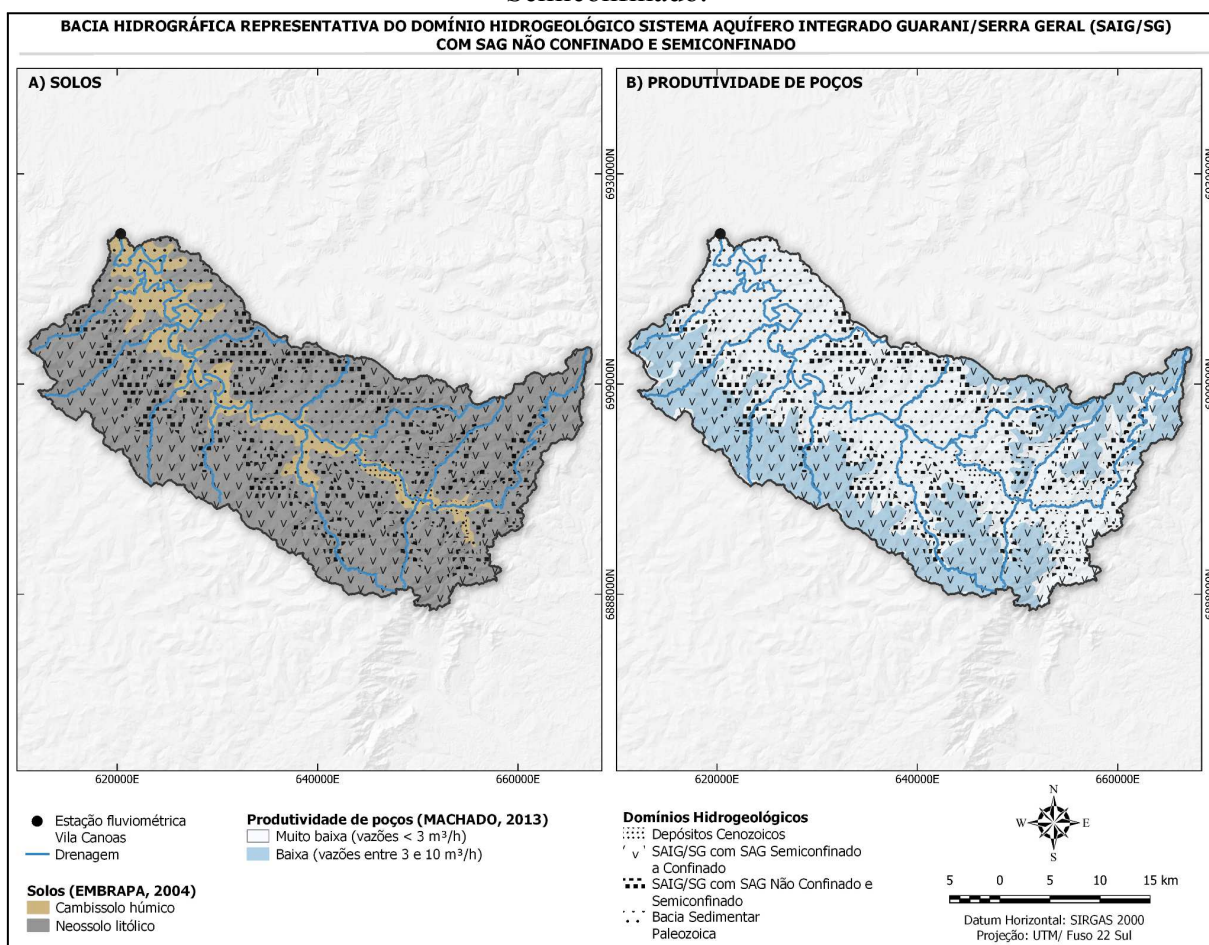 Semiconfinado.
BACIA HIDROGRÁFICA REPRESENTATIVA DO DOMÍNIO HIDROGEOLÓGICO SISTEMA AQUÍFERO INTEGRADO GUARANI/SERRA GERAL (SAIG/SG)
COM SAG NÃO CONFINADO E SEMICONFINADO
A) SOLOS
B) PRODUTIVIDADE DE POÇOS
6930000N
6909000N
6888000N
6930000N
6909000N
6888000N
620000E
640000E
660000E
620000E
640000E
660000E
Estação fluviométrica
Vila Canoas
Drenagem
Solos (EMBRAPA, 2004)
Cambissolo húmico
Neossolo litólico
Produtividade de poços (MACHADO, 2013)
Muito baixa (vazões < 3 m³/h)
Baixa (vazões entre 3 e 10 m³/h)
Domínios Hidrogeológicos
Depósitos Cenozoicos
SAIG/SG com SAG Semiconfinado
a Confinado
SAIG/SG com SAG Não Confinado e
Semiconfinado
Bacia Sedimentar
Paleozoica
N
W
E
S
5 0 5 10 15 km
Datum Horizontal: SIRGAS 2000
Projeção: UTM/ Fuso 22 Sul